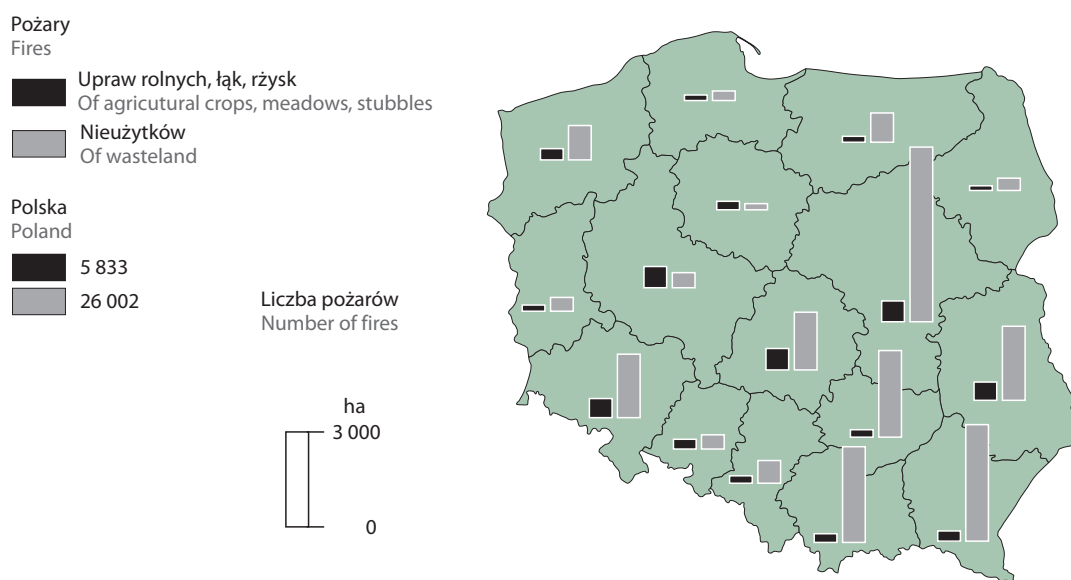 Pożary
Fires
Upraw rolnych, łąk, rżysk
Of agricutural crops, meadows, stubbles
Nieużytków
Of wasteland
Polska
Poland
5 833
26 002
Liczba pożarów
Number of fires
ha
3 000
0